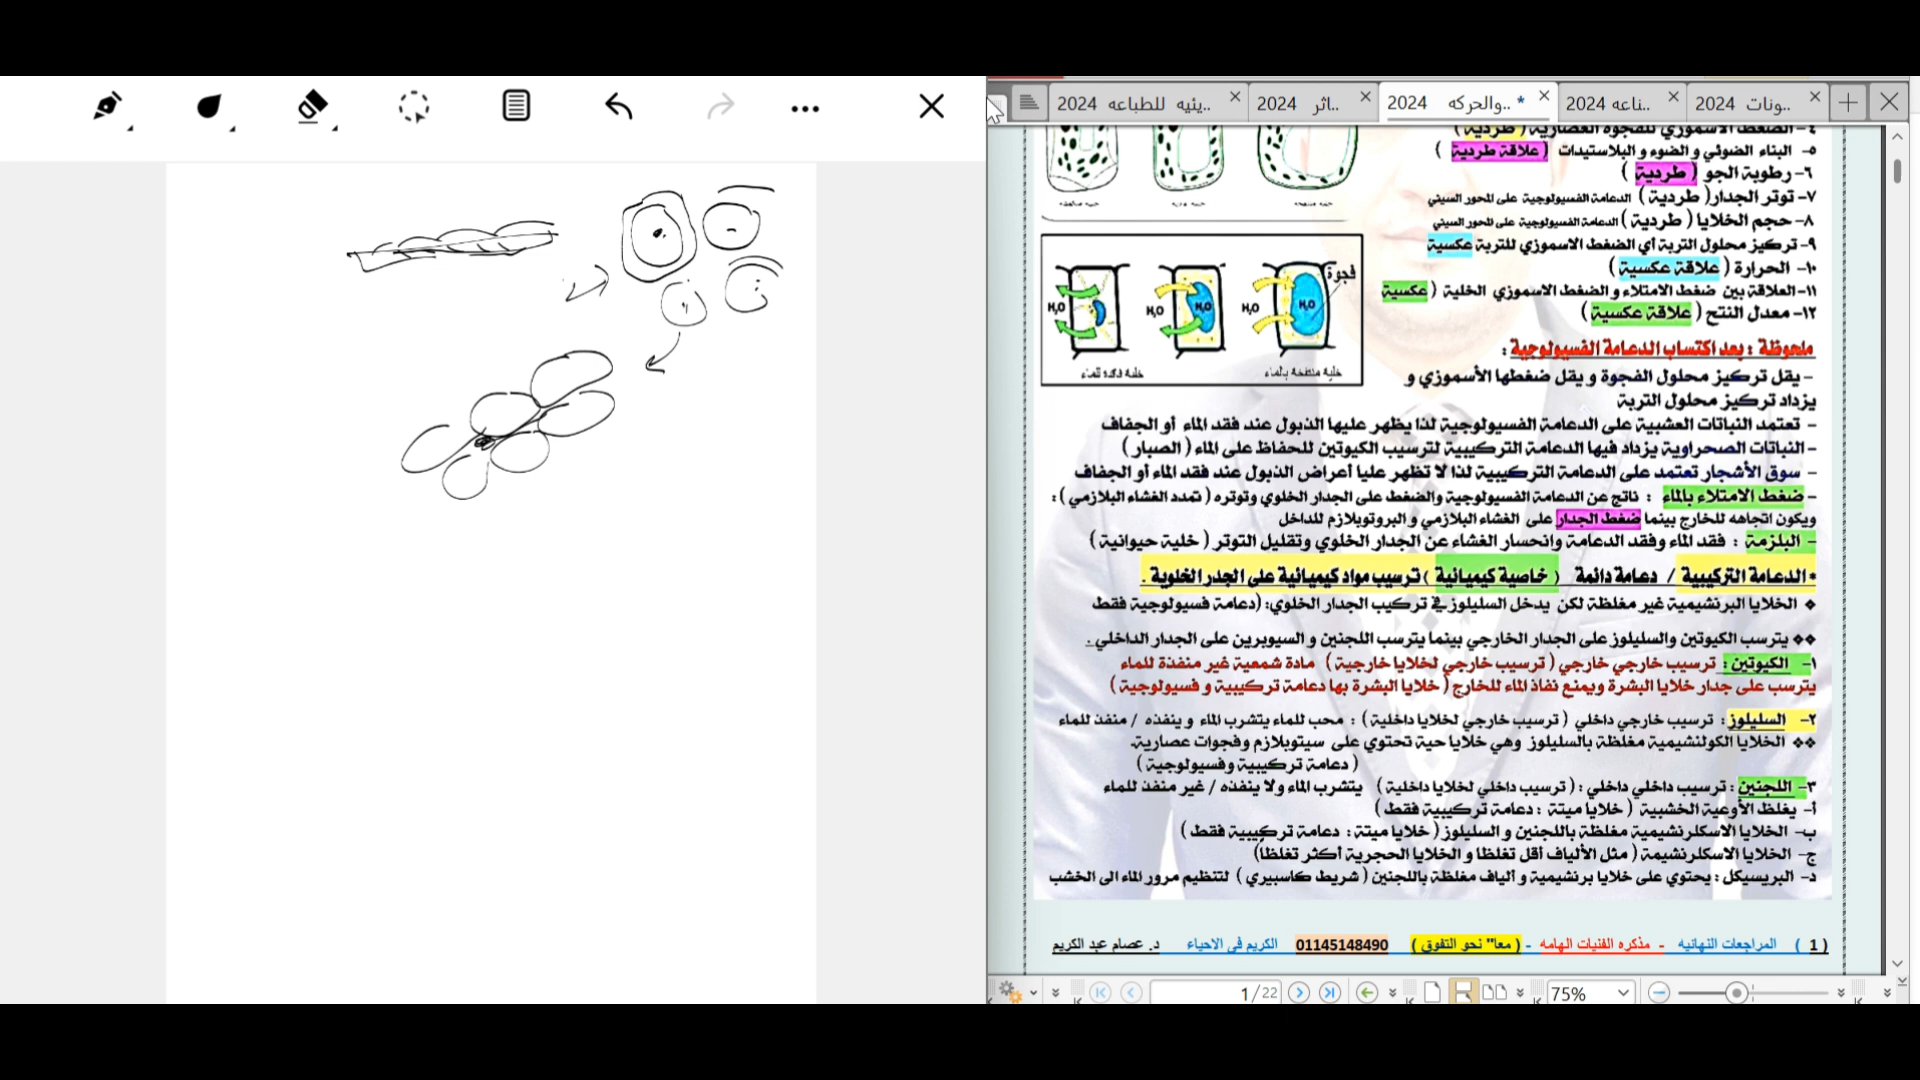 2024 ..يئيه للطباعه
2024 ..ائر
2024 ..والحركه *
2024 ..ناعه
2024 ..ونات
٤- الضغط الاسموزي للفجوة العصارية ( طردية )
٥- البناء الضوئي و الضوء و البلاستيدات ( علاقة طردية )
٦- رطوبة الجو ( طردية )
٧- توتر الجدار( طردية ) الدعامة الفسيولوجية على المحور السيني
٨- حجم الخلايا ( طردية ) الدعامة الفسيولوجية على المحور السيني
٩- تركيز محلول التربة أي الضغط الاسموزي للتربة عكسية
١٠- الحرارة ( علاقة عكسية )
١١- العلاقة بين ضغط الامتلاء و الضغط الاسموزي الخلية ( عكسية
١٢- معدل النتح ( علاقة عكسية )
فجوة
H₂O H₂O H₂O H₂O H₂O
خلية منتفخة بالماء
خلية فاقدة للماء
ملحوظة : بعد اكتساب الدعامة الفسيولوجية :
- يقل تركيز محلول الفجوة و يقل ضغطها الأسموزي و
يزداد تركيز محلول التربة
- تعتمد النباتات العشبية على الدعامة الفسيولوجية لذا يظهر عليها الذبول عند فقد الماء أو الجفاف
- النباتات الصحراوية يزداد فيها الدعامة التركيبية لترسيب الكيوتين للحفاظ على الماء ( الصبار )
- سوق الأشجار تعتمد على الدعامة التركيبية لذا لا تظهر عليا أعراض الذبول عند فقد الماء أو الجفاف
- ضغط الامتلاء بالماء : ناتج عن الدعامة الفسيولوجية والضغط على الجدار الخلوي وتوتره ( تمدد الغشاء البلازمي ) :
ويكون اتجاهه للخارج بينما ضغط الجدار على الغشاء البلازمي و البروتوبلازم للداخل
- البلزمة : فقد الماء وفقد الدعامة وانحسار الغشاء عن الجدار الخلوي وتقليل التوتر ( خلية حيوانية )
* الدعامة التركيبية / دعامة دائمة ( خاصية كيميائية ) ترسيب مواد كيميائية على الجدر الخلوية .
❖ الخلايا البرنشيمية غير مغلظة لكن يدخل السليلوز في تركيب الجدار الخلوي: (دعامة فسيولوجية فقط
❖❖ يترسب الكيوتين والسليلوز على الجدار الخارجي بينما يترسب اللجنين و السيوبرين على الجدار الداخلي .
١- الكيوتين : ترسيب خارجي خارجي ( ترسيب خارجي لخلايا خارجية ) مادة شمعية غير منفذة للماء
يترسب على جدار خلايا البشرة ويمنع نفاذ الماء للخارج ( خلايا البشرة بها دعامة تركيبية و فسيولوجية )
٢- السليلوز : ترسيب خارجي داخلي ( ترسيب خارجي لخلايا داخلية ) : محب للماء يتشرب الماء و ينفذه / منفذ للماء
❖❖ الخلايا الكولنشيمية مغلظة بالسليلوز وهي خلايا حية تحتوي على سيتوبلازم وفجوات عصارية
( دعامة تركيبية وفسيولوجية )
٣- اللجنين : ترسيب داخلي داخلي : ( ترسيب داخلي لخلايا داخلية ) يتشرب الماء ولا ينفذه / غير منفذ للماء
أ- يغلظ الأوعية الخشبية ( خلايا ميتة : دعامة تركيبية فقط )
ب- الخلايا الاسكلرنشيمية مغلظة باللجنين و السليلوز ( خلايا ميتة : دعامة تركيبية فقط )
ج- الخلايا الاسكلرنشيمة ( مثل الألياف أقل تغلظا و الخلايا الحجرية أكثر تغلظا)
د- البريسيكل : يحتوي على خلايا برنشيمية و ألياف مغلظة باللجنين ( شريط كاسبيري ) لتنظيم مرور الماء الى الخشب
( 1 ) المراجعات النهائيه - مذكره الفنيات الهامه - ( معا" نحو التفوق ) 01145148490 الكريم فى الاحياء د. عصام عبد الكريم
1/22
75%